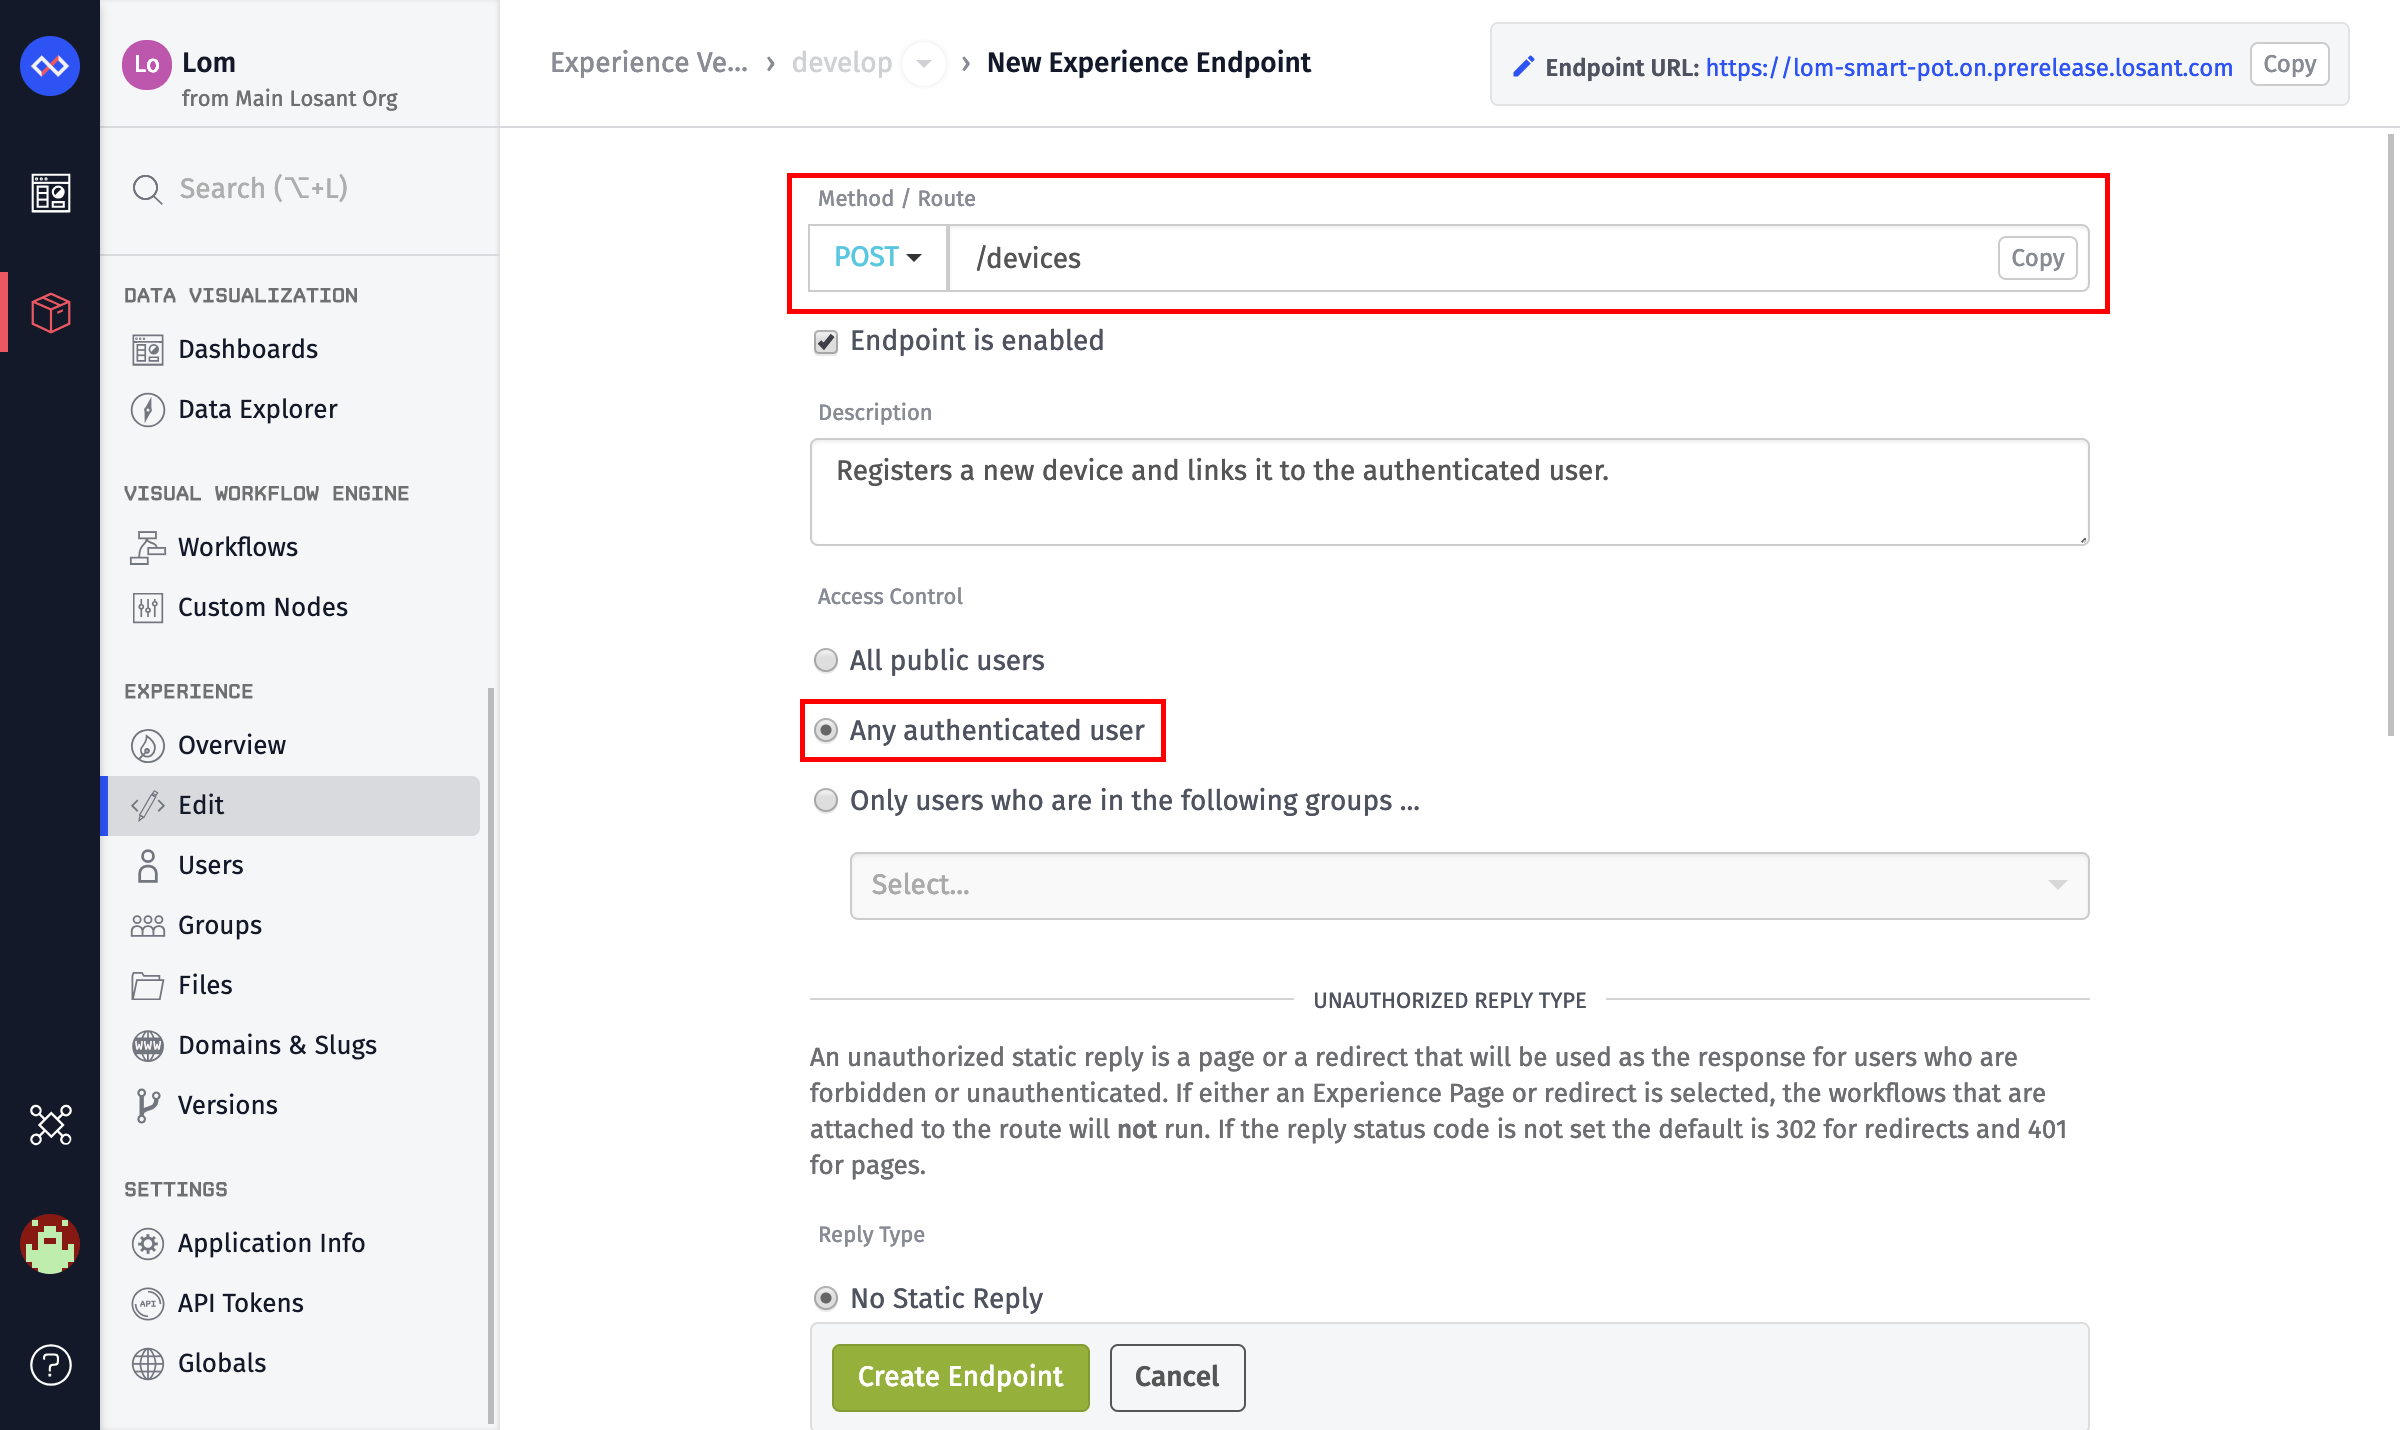 Lo
Lom
from Main Losant Org
Search (⌥+L)
DATA VISUALIZATION
Dashboards
Data Explorer
VISUAL WORKFLOW ENGINE
Workflows
Custom Nodes
EXPERIENCE
Overview
Edit
Users
Groups
Files
WWW
Domains & Slugs
Versions
SETTINGS
Application Info
API
API Tokens
Globals
Experience Ve... › develop › New Experience Endpoint
Endpoint URL: https://lom-smart-pot.on.prerelease.losant.com Copy
Method / Route
POST /devices Copy
Endpoint is enabled
Description
Registers a new device and links it to the authenticated user.
Access Control
All public users
Any authenticated user
Only users who are in the following groups ...
Select...
UNAUTHORIZED REPLY TYPE
An unauthorized static reply is a page or a redirect that will be used as the response for users who are
forbidden or unauthenticated. If either an Experience Page or redirect is selected, the workflows that are
attached to the route will not run. If the reply status code is not set the default is 302 for redirects and 401
for pages.
Reply Type
No Static Reply
Create Endpoint Cancel